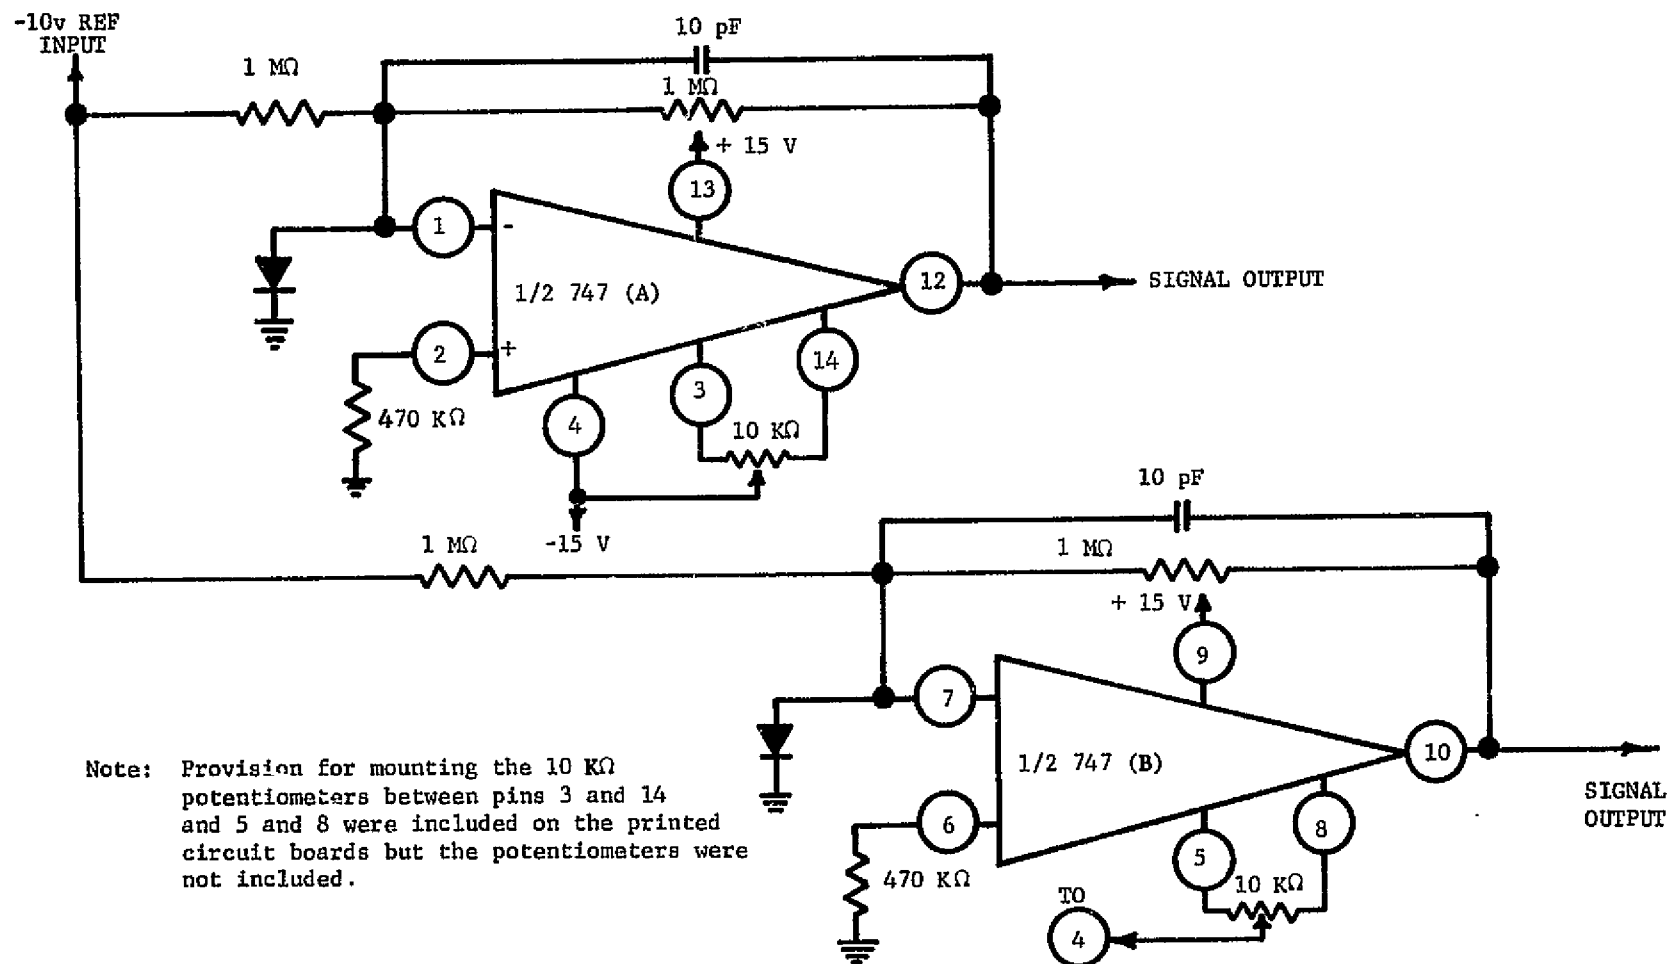 -10v REF
INPUT
10 pF
1 MΩ
1 MΩ
+ 15 V
13
1
-
1/2 747 (A)
12
SIGNAL OUTPUT
2
+
14
3
470 KΩ
4
10 KΩ
-15 V
10 pF
1 MΩ
1 MΩ
+ 15 V
9
7
1/2 747 (B)
10
SIGNAL
OUTPUT
6
8
5
470 KΩ
10 KΩ
TO
4
Note: Provision for mounting the 10 KΩ
potentiometers between pins 3 and 14
and 5 and 8 were included on the printed
circuit boards but the potentiometers were
not included.